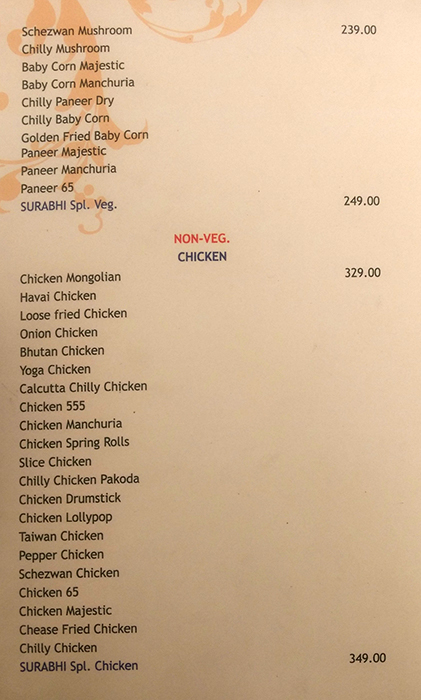 Schezwan Mushroom 239.00
Chilly Mushroom
Baby Corn Majestic
Baby Corn Manchuria
Chilly Paneer Dry
Chilly Baby Corn
Golden Fried Baby Corn
Paneer Majestic
Paneer Manchuria
Paneer 65
SURABHI Spl. Veg. 249.00
NON-VEG.
CHICKEN
Chicken Mongolian 329.00
Havai Chicken
Loose fried Chicken
Onion Chicken
Bhutan Chicken
Yoga Chicken
Calcutta Chilly Chicken
Chicken 555
Chicken Manchuria
Chicken Spring Rolls
Slice Chicken
Chilly Chicken Pakoda
Chicken Drumstick
Chicken Lollypop
Taiwan Chicken
Pepper Chicken
Schezwan Chicken
Chicken 65
Chicken Majestic
Chease Fried Chicken
Chilly Chicken
SURABHI Spl. Chicken 349.00